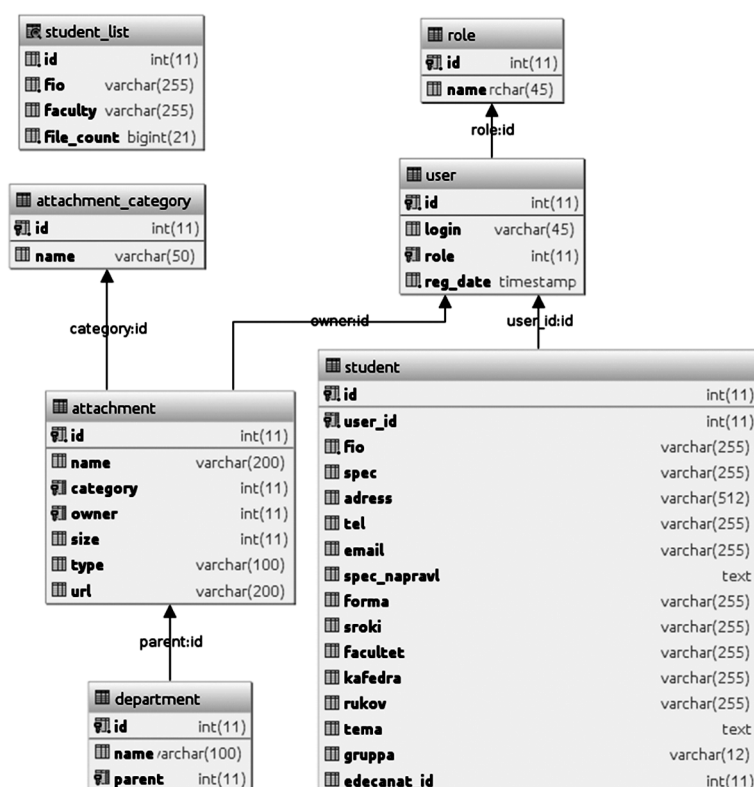 student_list
id int(11)
fio varchar(255)
faculty varchar(255)
file_count bigint(21)
role
id int(11)
name rchar(45)
role:id
user
id int(11)
login varchar(45)
role int(11)
reg_date timestamp
attachment_category
id int(11)
name varchar(50)
category:id
owner:id
user_id:id
attachment
id int(11)
name varchar(200)
category int(11)
owner int(11)
size int(11)
type varchar(100)
url varchar(200)
parent:id
department
id int(11)
name varchar(100)
parent int(11)
student
id int(11)
user_id int(11)
fio varchar(255)
spec varchar(255)
adress varchar(512)
tel varchar(255)
email varchar(255)
spec_napravl text
forma varchar(255)
sroki varchar(255)
facultet varchar(255)
kafedra varchar(255)
rukov varchar(255)
tema text
gruppa varchar(12)
edecanat_id int(11)